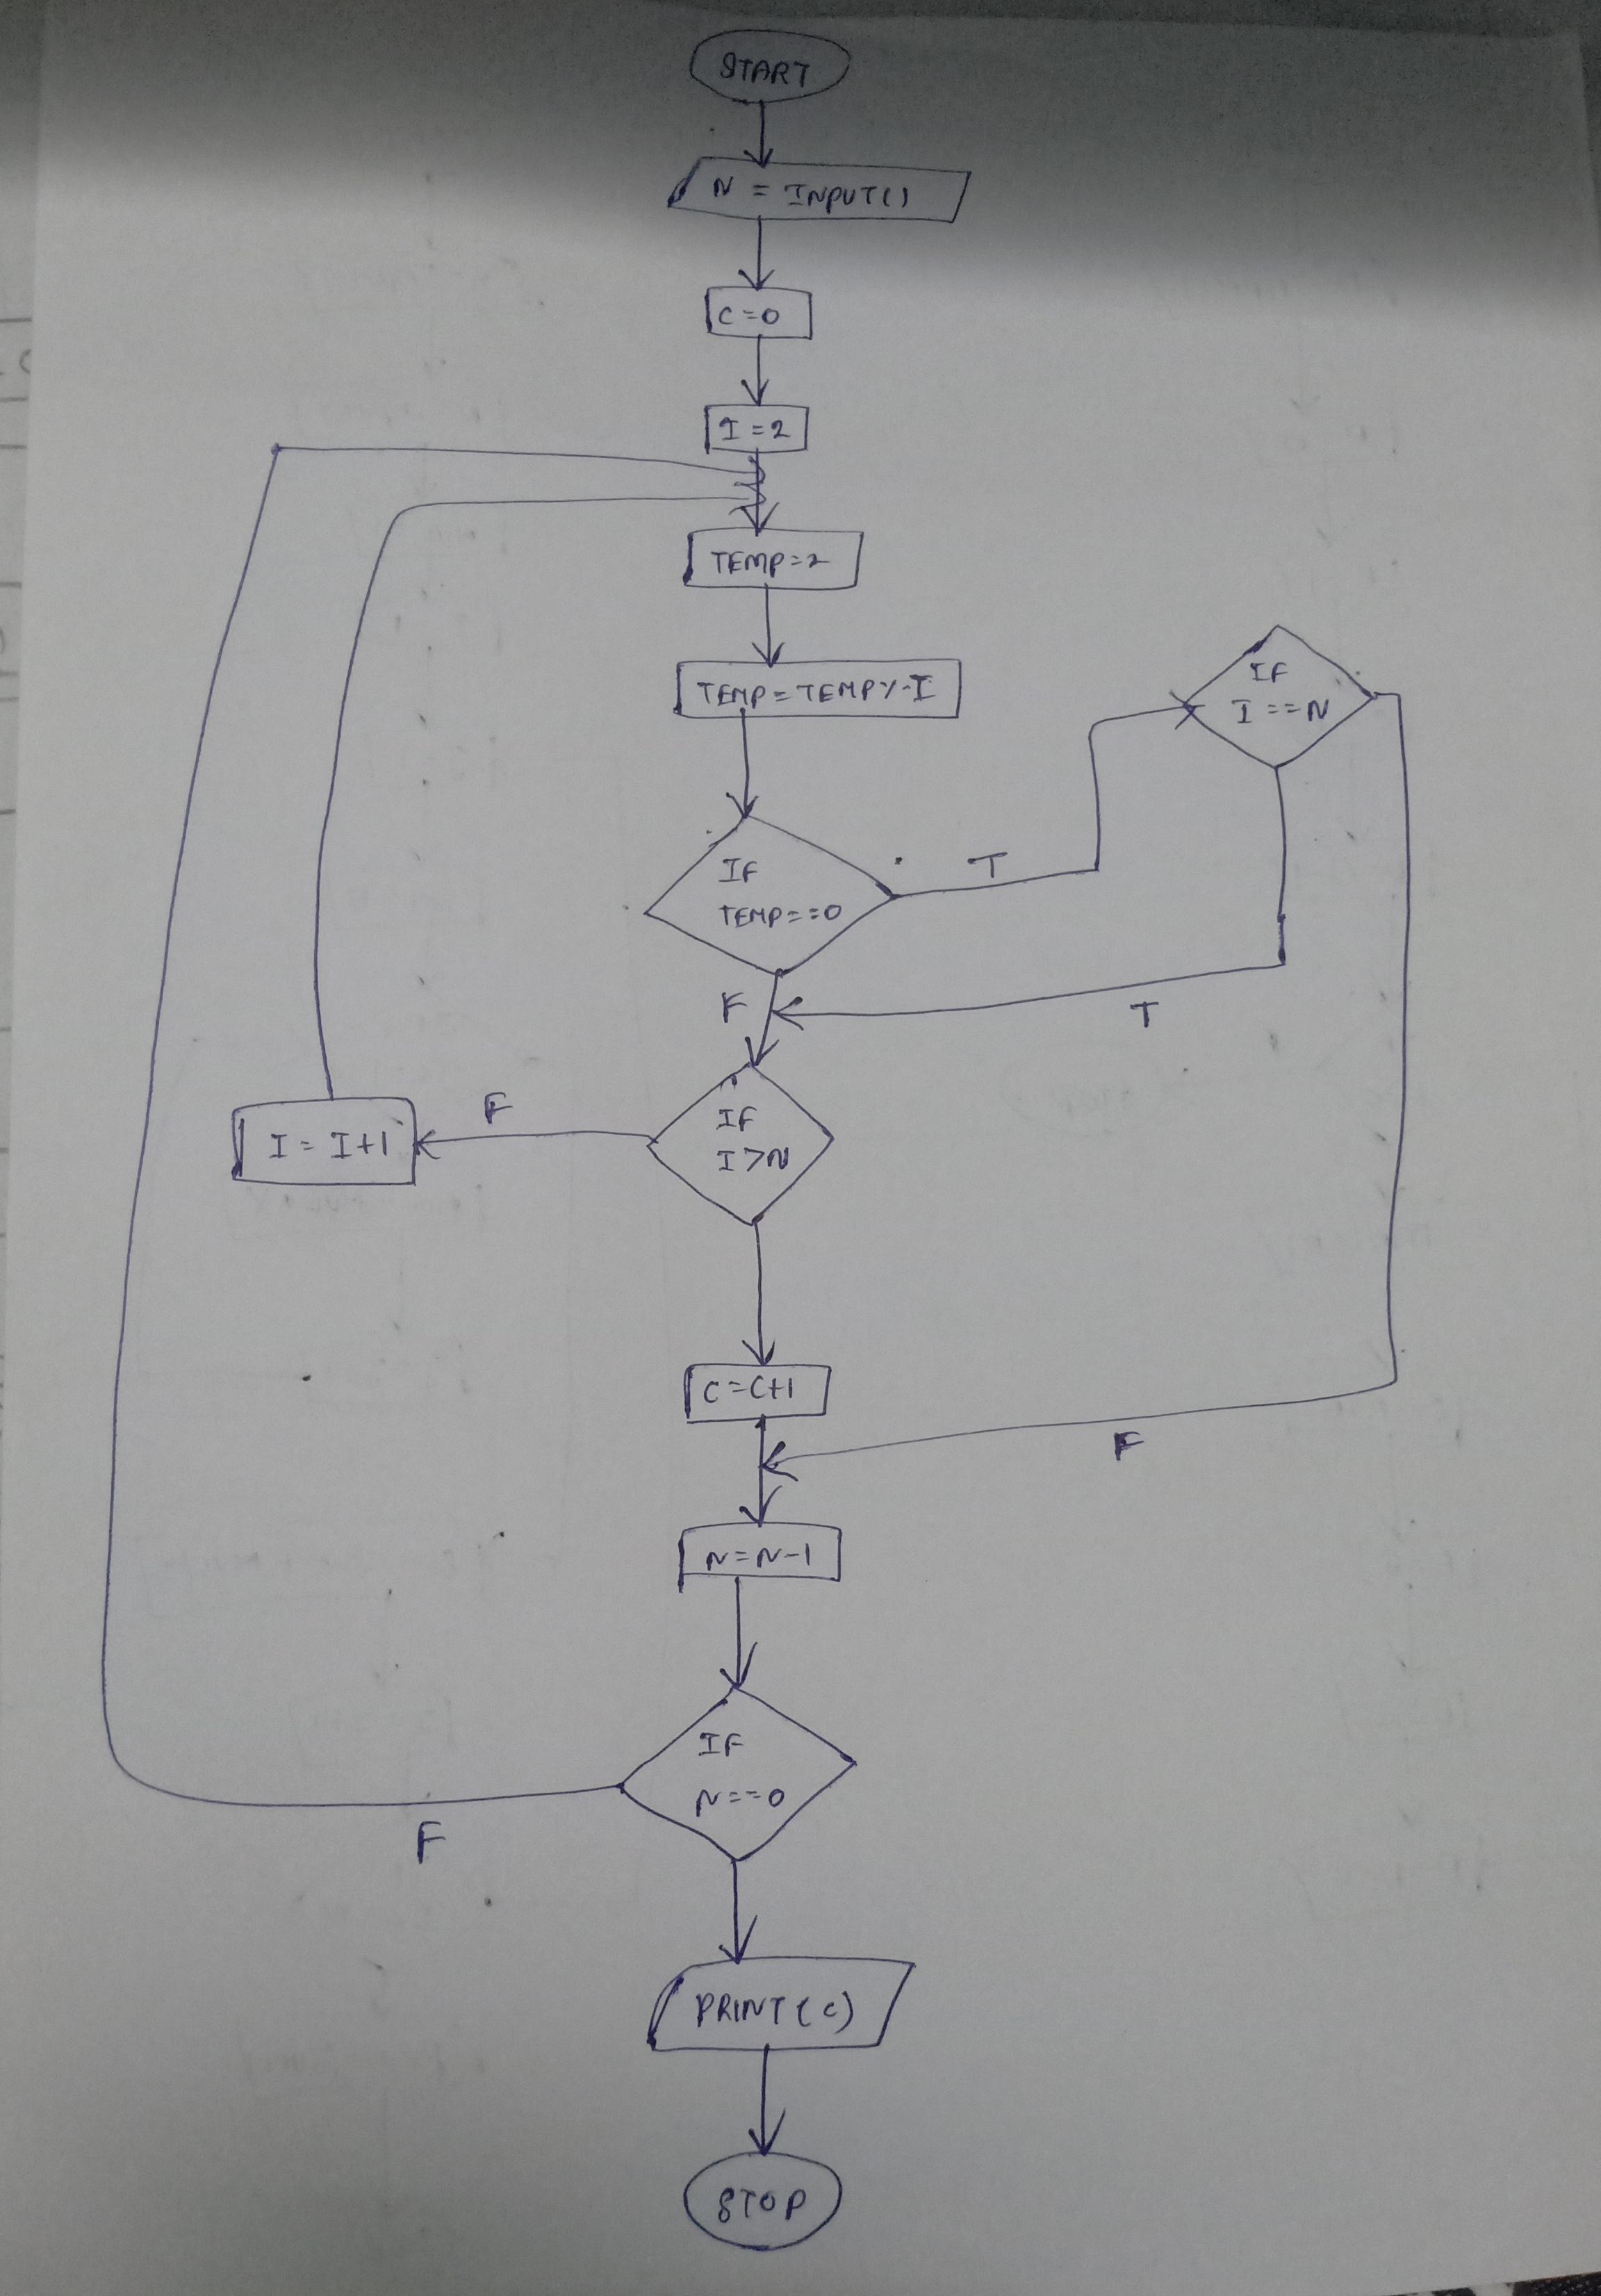 START
N = INPUT()
C=0
I=2
TEMP=2
TEMP=TEMP%I
IF
I==N
IF
TEMP==0
T
F
T
IF
I>N
F
I=I+1
C=C+1
F
N=N-1
IF
N==0
F
PRINT(C)
STOP